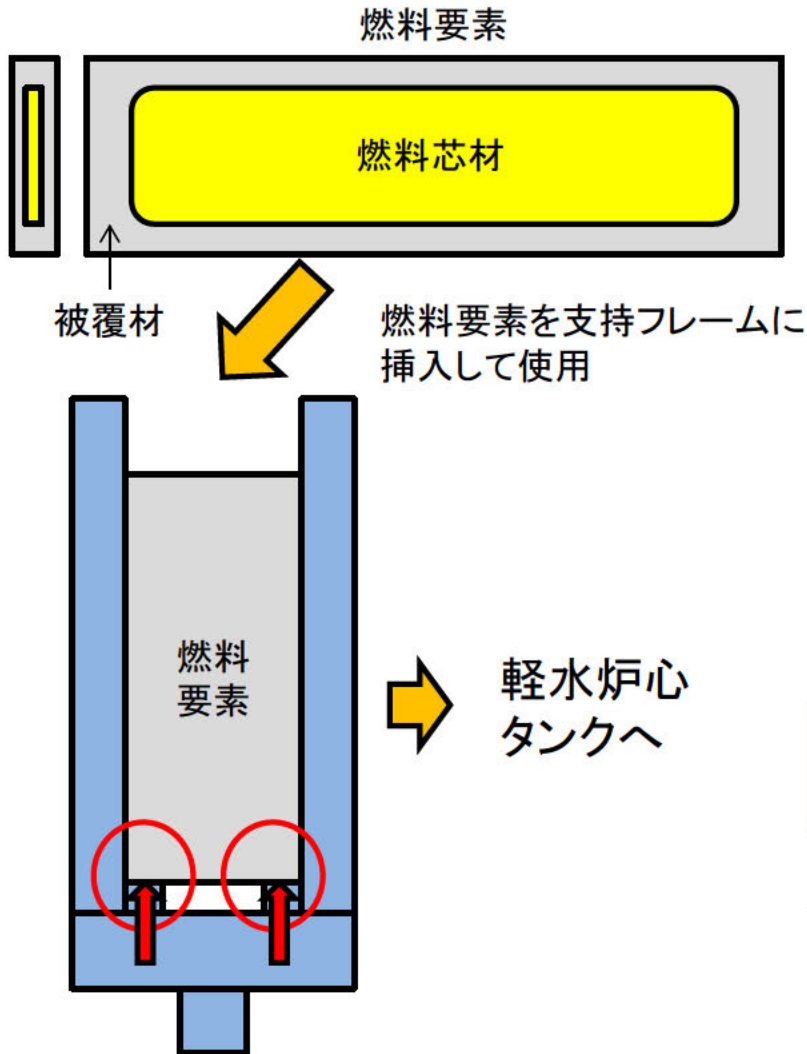 燃料要素
燃料芯材
被覆材
燃料要素を支持フレームに
挿入して使用
燃料
要素
軽水炉心
タンクへ